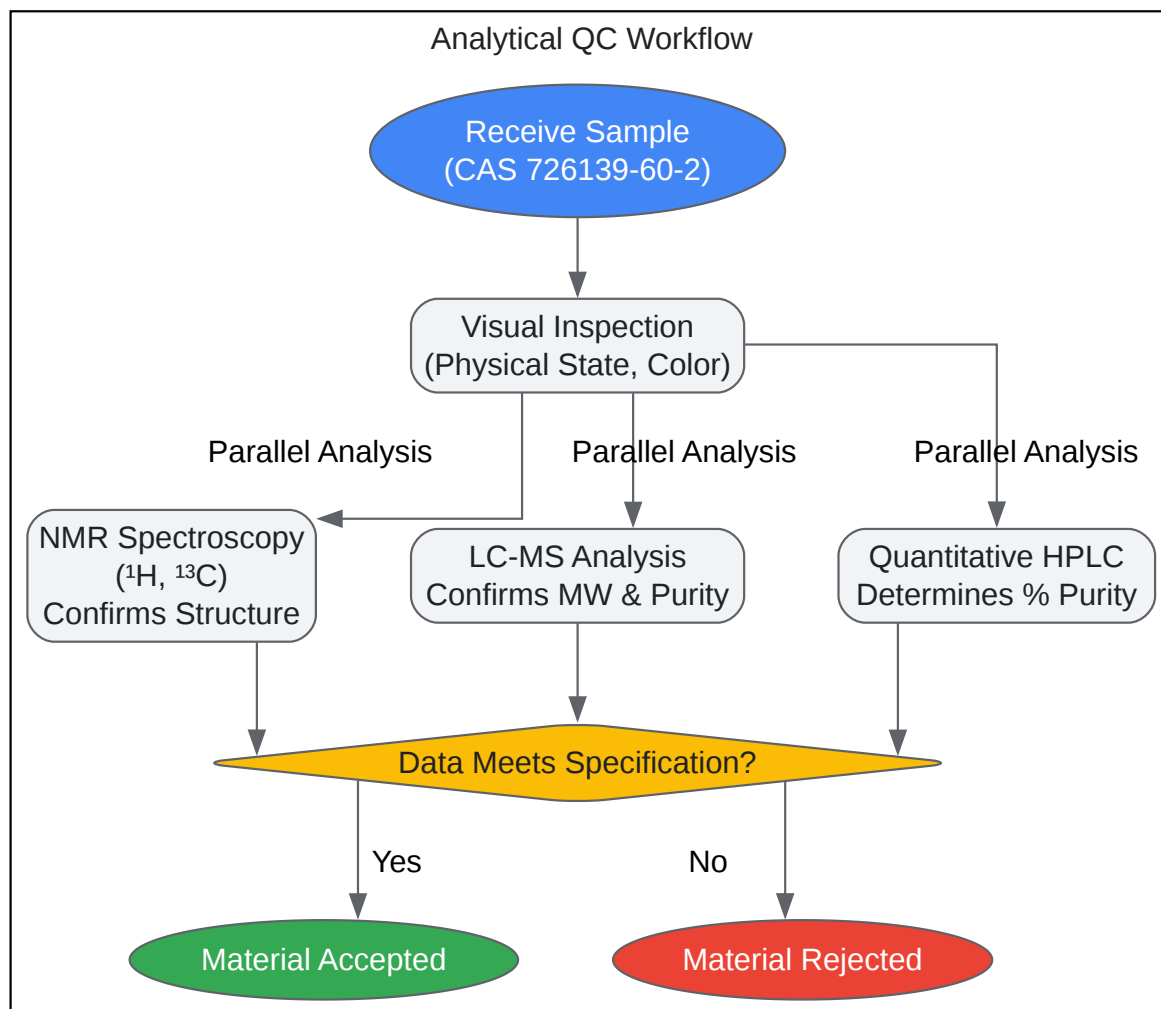 Analytical QC Workflow
Receive Sample
(CAS 726139-60-2)
Visual Inspection
(Physical State, Color)
Parallel Analysis
Parallel Analysis
Parallel Analysis
NMR Spectroscopy
(¹H, ¹³C)
Confirms Structure
LC-MS Analysis
Confirms MW & Purity
Quantitative HPLC
Determines % Purity
Data Meets Specification?
Yes
No
Material Accepted
Material Rejected